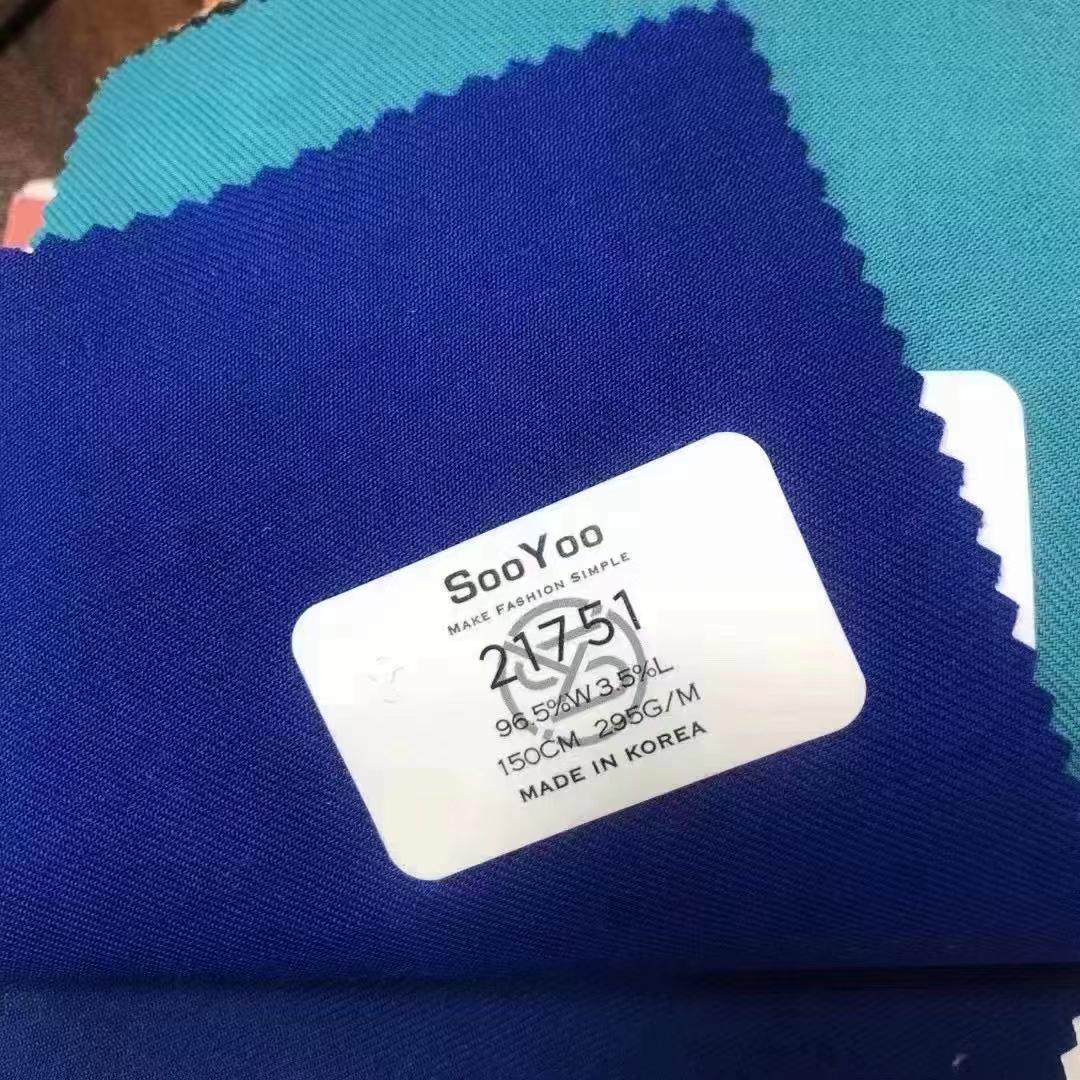 SooYoo
MAKE FASHION SIMPLE
21751
96.5%W 3.5%L
150CM 295G/M
MADE IN KOREA